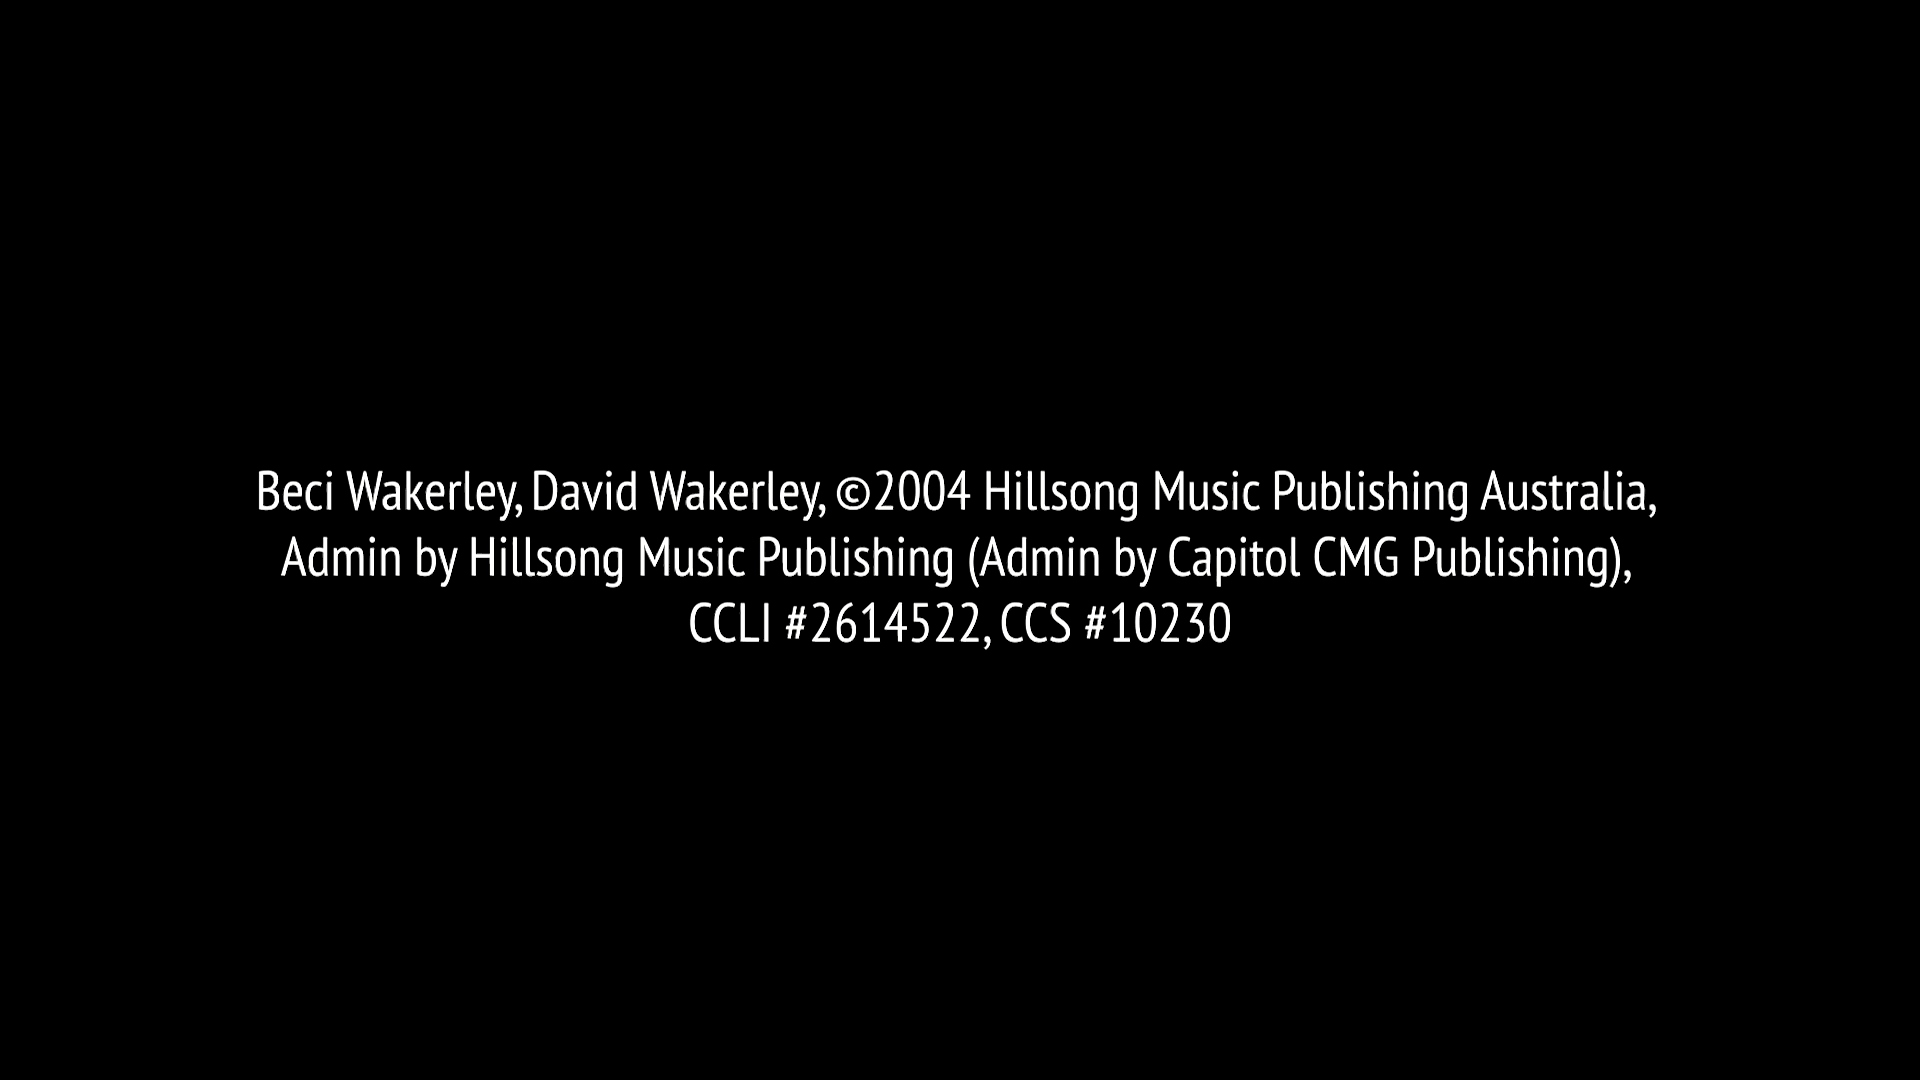 Beci Wakerley, David Wakerley, ©2004 Hillsong Music Publishing Australia,
Admin by Hillsong Music Publishing (Admin by Capitol CMG Publishing),
CCLI #2614522, CCS #10230